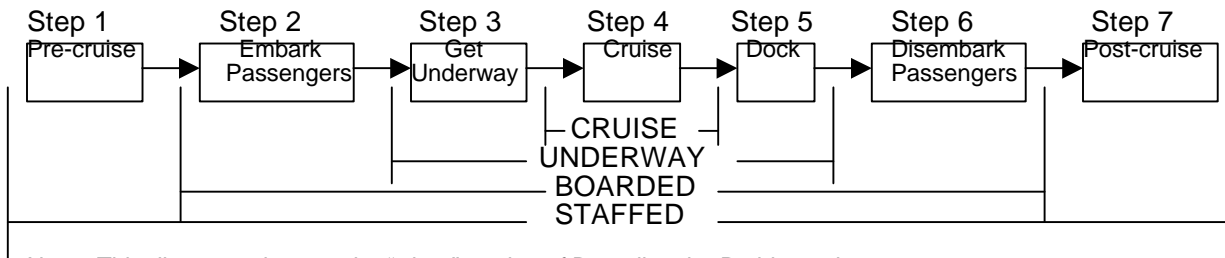 Step 1 Step 2 Step 3 Step 4 Step 5 Step 6 Step 7
Pre-cruise
Embark
Passengers
Get
Underway
Cruise
Dock
Disembark
Passengers
Post-cruise
CRUISE
UNDERWAY
BOARDED
STAFFED